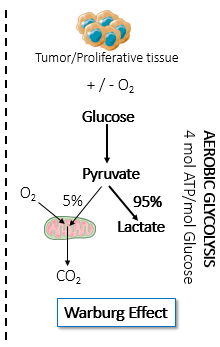 Tumor/Proliferative tissue
+ / - O₂
Glucose
Pyruvate
O₂
5%
95%
Lactate
CO₂
AEROBIC GLYCOLYSIS
4 mol ATP/mol Glucose
Warburg Effect